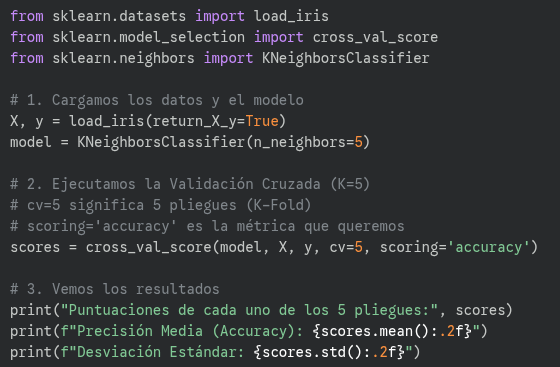 from sklearn.datasets import load_iris
from sklearn.model_selection import cross_val_score
from sklearn.neighbors import KNeighborsClassifier
# 1. Cargamos los datos y el modelo
X, y = load_iris(return_X_y=True)
model = KNeighborsClassifier(n_neighbors=5)
# 2. Ejecutamos la Validación Cruzada (K=5)
# cv=5 significa 5 pliegues (K-Fold)
# scoring='accuracy' es la métrica que queremos
scores = cross_val_score(model, X, y, cv=5, scoring='accuracy')
# 3. Vemos los resultados
print("Puntuaciones de cada uno de los 5 pliegues:", scores)
print(f"Precisión Media (Accuracy): {scores.mean():.2f}")
print(f"Desviación Estándar: {scores.std():.2f}")